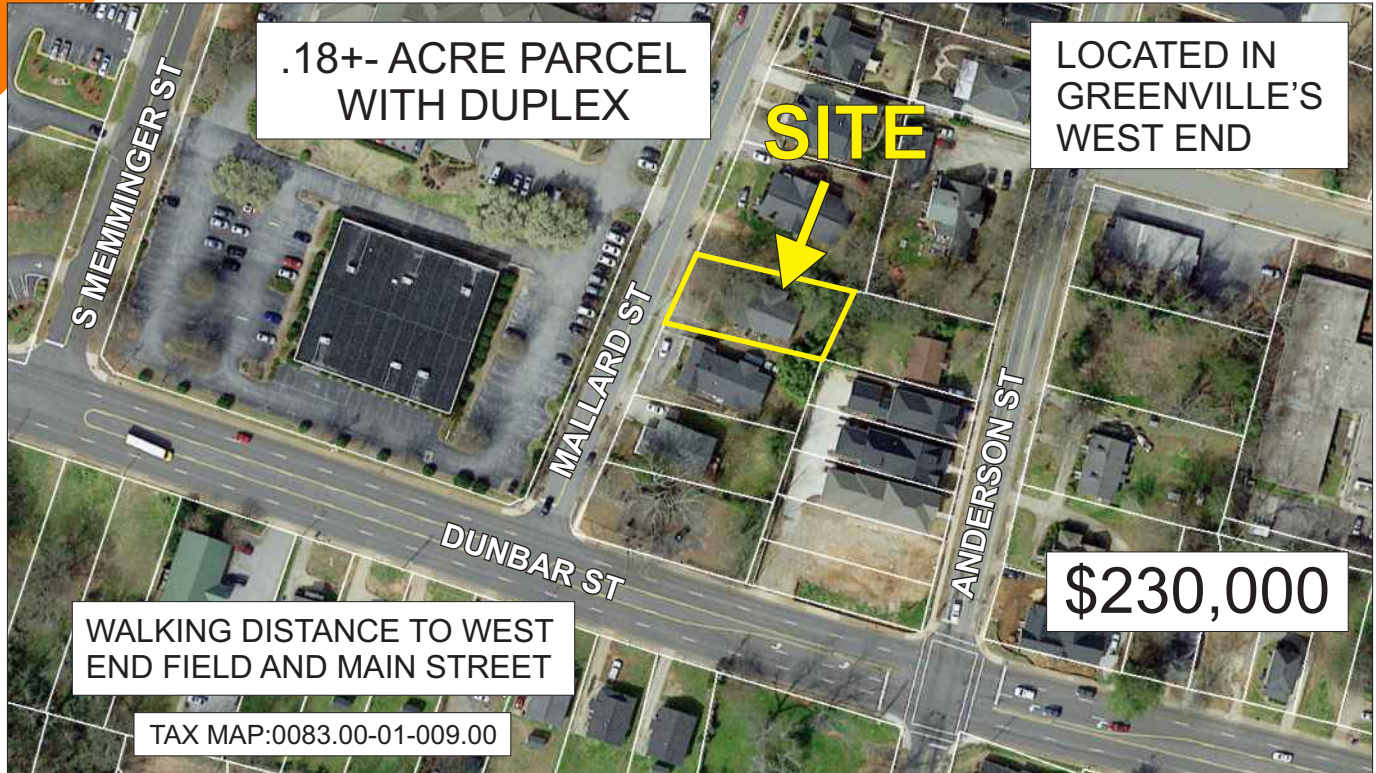 .18+- ACRE PARCEL
WITH DUPLEX
LOCATED IN
GREENVILLE'S
WEST END
SITE
S MEMMINGER ST
MALLARD ST
ANDERSON ST
DUNBAR ST
$230,000
WALKING DISTANCE TO WEST
END FIELD AND MAIN STREET
TAX MAP:0083.00-01-009.00